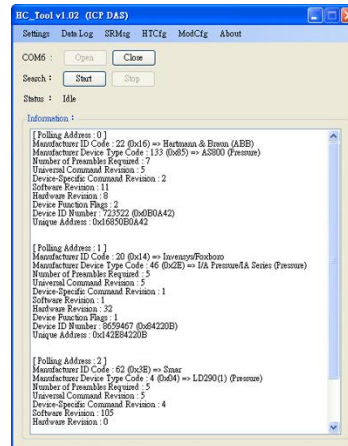 HC_Tool v1.02 (ICP DAS)
Settings Data Log SRMsg HTCfg ModCfg About
COM6 : Open Close
Search : Start Stop
Status : Idle
Information :
[ Polling Address : 0 ]
Manufacturer ID Code : 22 (0x16) => Hartmann & Braun (ABB)
Manufacturer Device Type Code : 133 (0x85) => AS800 (Pressure)
Number of Preambles Required : 7
Universal Command Revision : 5
Device-Specific Command Revision : 2
Software Revision : 11
Hardware Revision : 8
Device Function Flags : 2
Device ID Number : 723522 (0x0B0A42)
Unique Address : 0x16850B0A42
[ Polling Address : 1 ]
Manufacturer ID Code : 20 (0x14) => Invensys/Foxboro
Manufacturer Device Type Code : 46 (0x2E) => I/A Pressure/IA Series (Pressure)
Number of Preambles Required : 5
Universal Command Revision : 5
Device-Specific Command Revision : 1
Software Revision : 1
Hardware Revision : 32
Device Function Flags : 1
Device ID Number : 8659467 (0x84220B)
Unique Address : 0x142E84220B
[ Polling Address : 2 ]
Manufacturer ID Code : 62 (0x3E) => Smar
Manufacturer Device Type Code : 4 (0x04) => LD290(1) (Pressure)
Number of Preambles Required : 5
Universal Command Revision : 5
Device-Specific Command Revision : 4
Software Revision : 105
Hardware Revision : 0